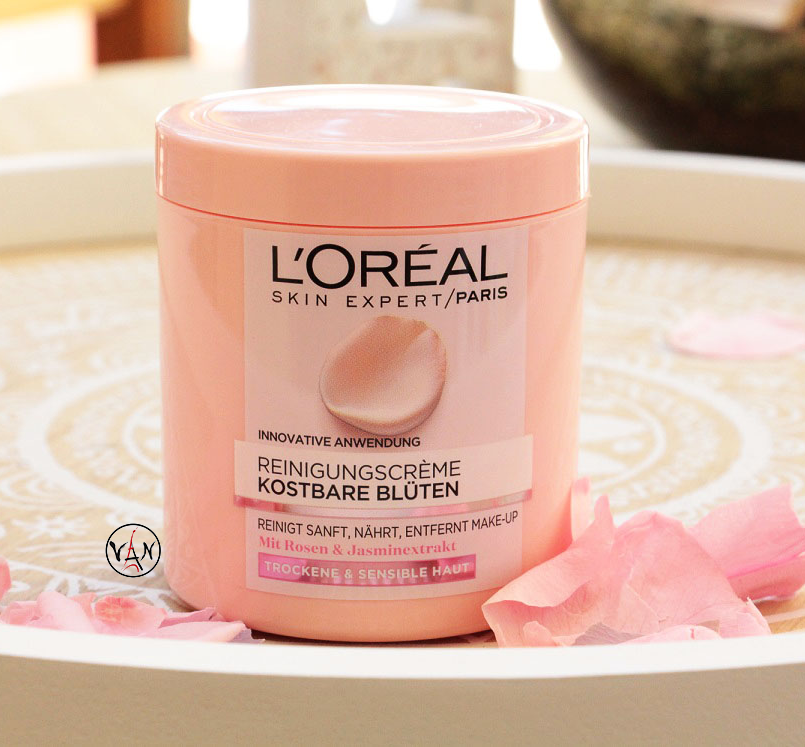 L'ORÉAL
SKIN EXPERT/PARIS
INNOVATIVE ANWENDUNG
REINIGUNGSCRÈME
KOSTBARE BLÜTEN
REINIGT SANFT, NÄHRT, ENTFERNT MAKE-UP
Mit Rosen & Jasminextrakt
TROCKENE & SENSIBLE HAUT
VAN